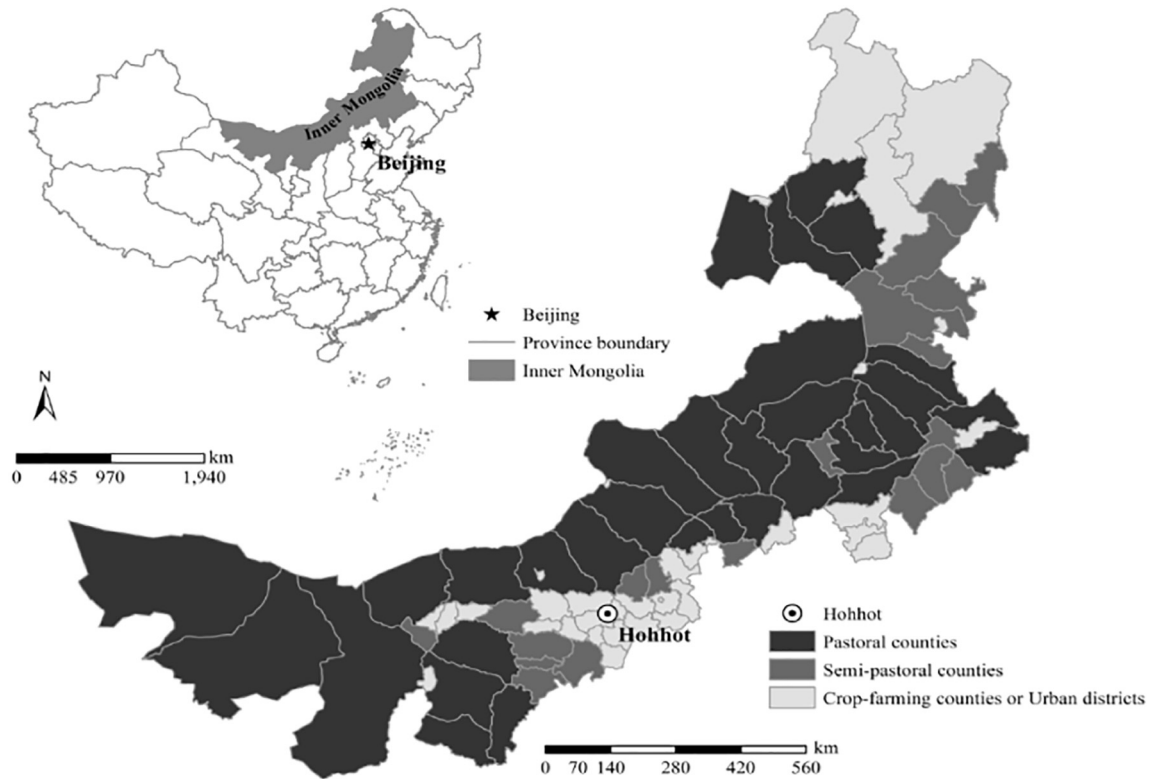 Inner Mongolia
Beijing
Beijing
Province boundary
Inner Mongolia
N
km
0 485 970 1,940
Hohhot
Hohhot
Pastoral counties
Semi-pastoral counties
Crop-farming counties or Urban districts
km
0 70 140 280 420 560